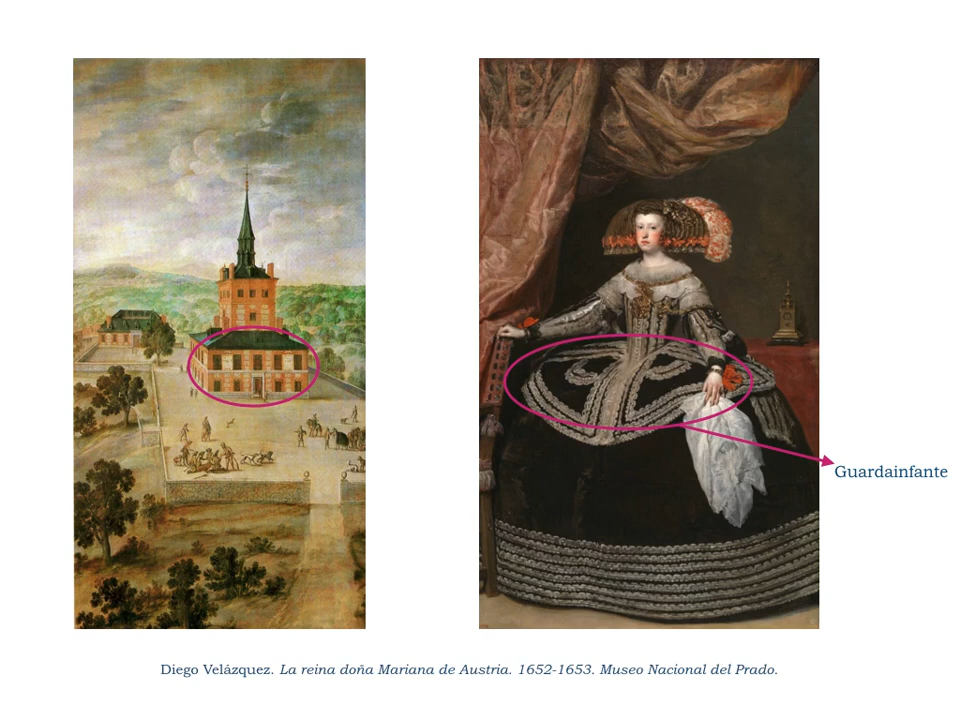 Guardainfante
Diego Velázquez. La reina doña Mariana de Austria. 1652-1653. Museo Nacional del Prado.